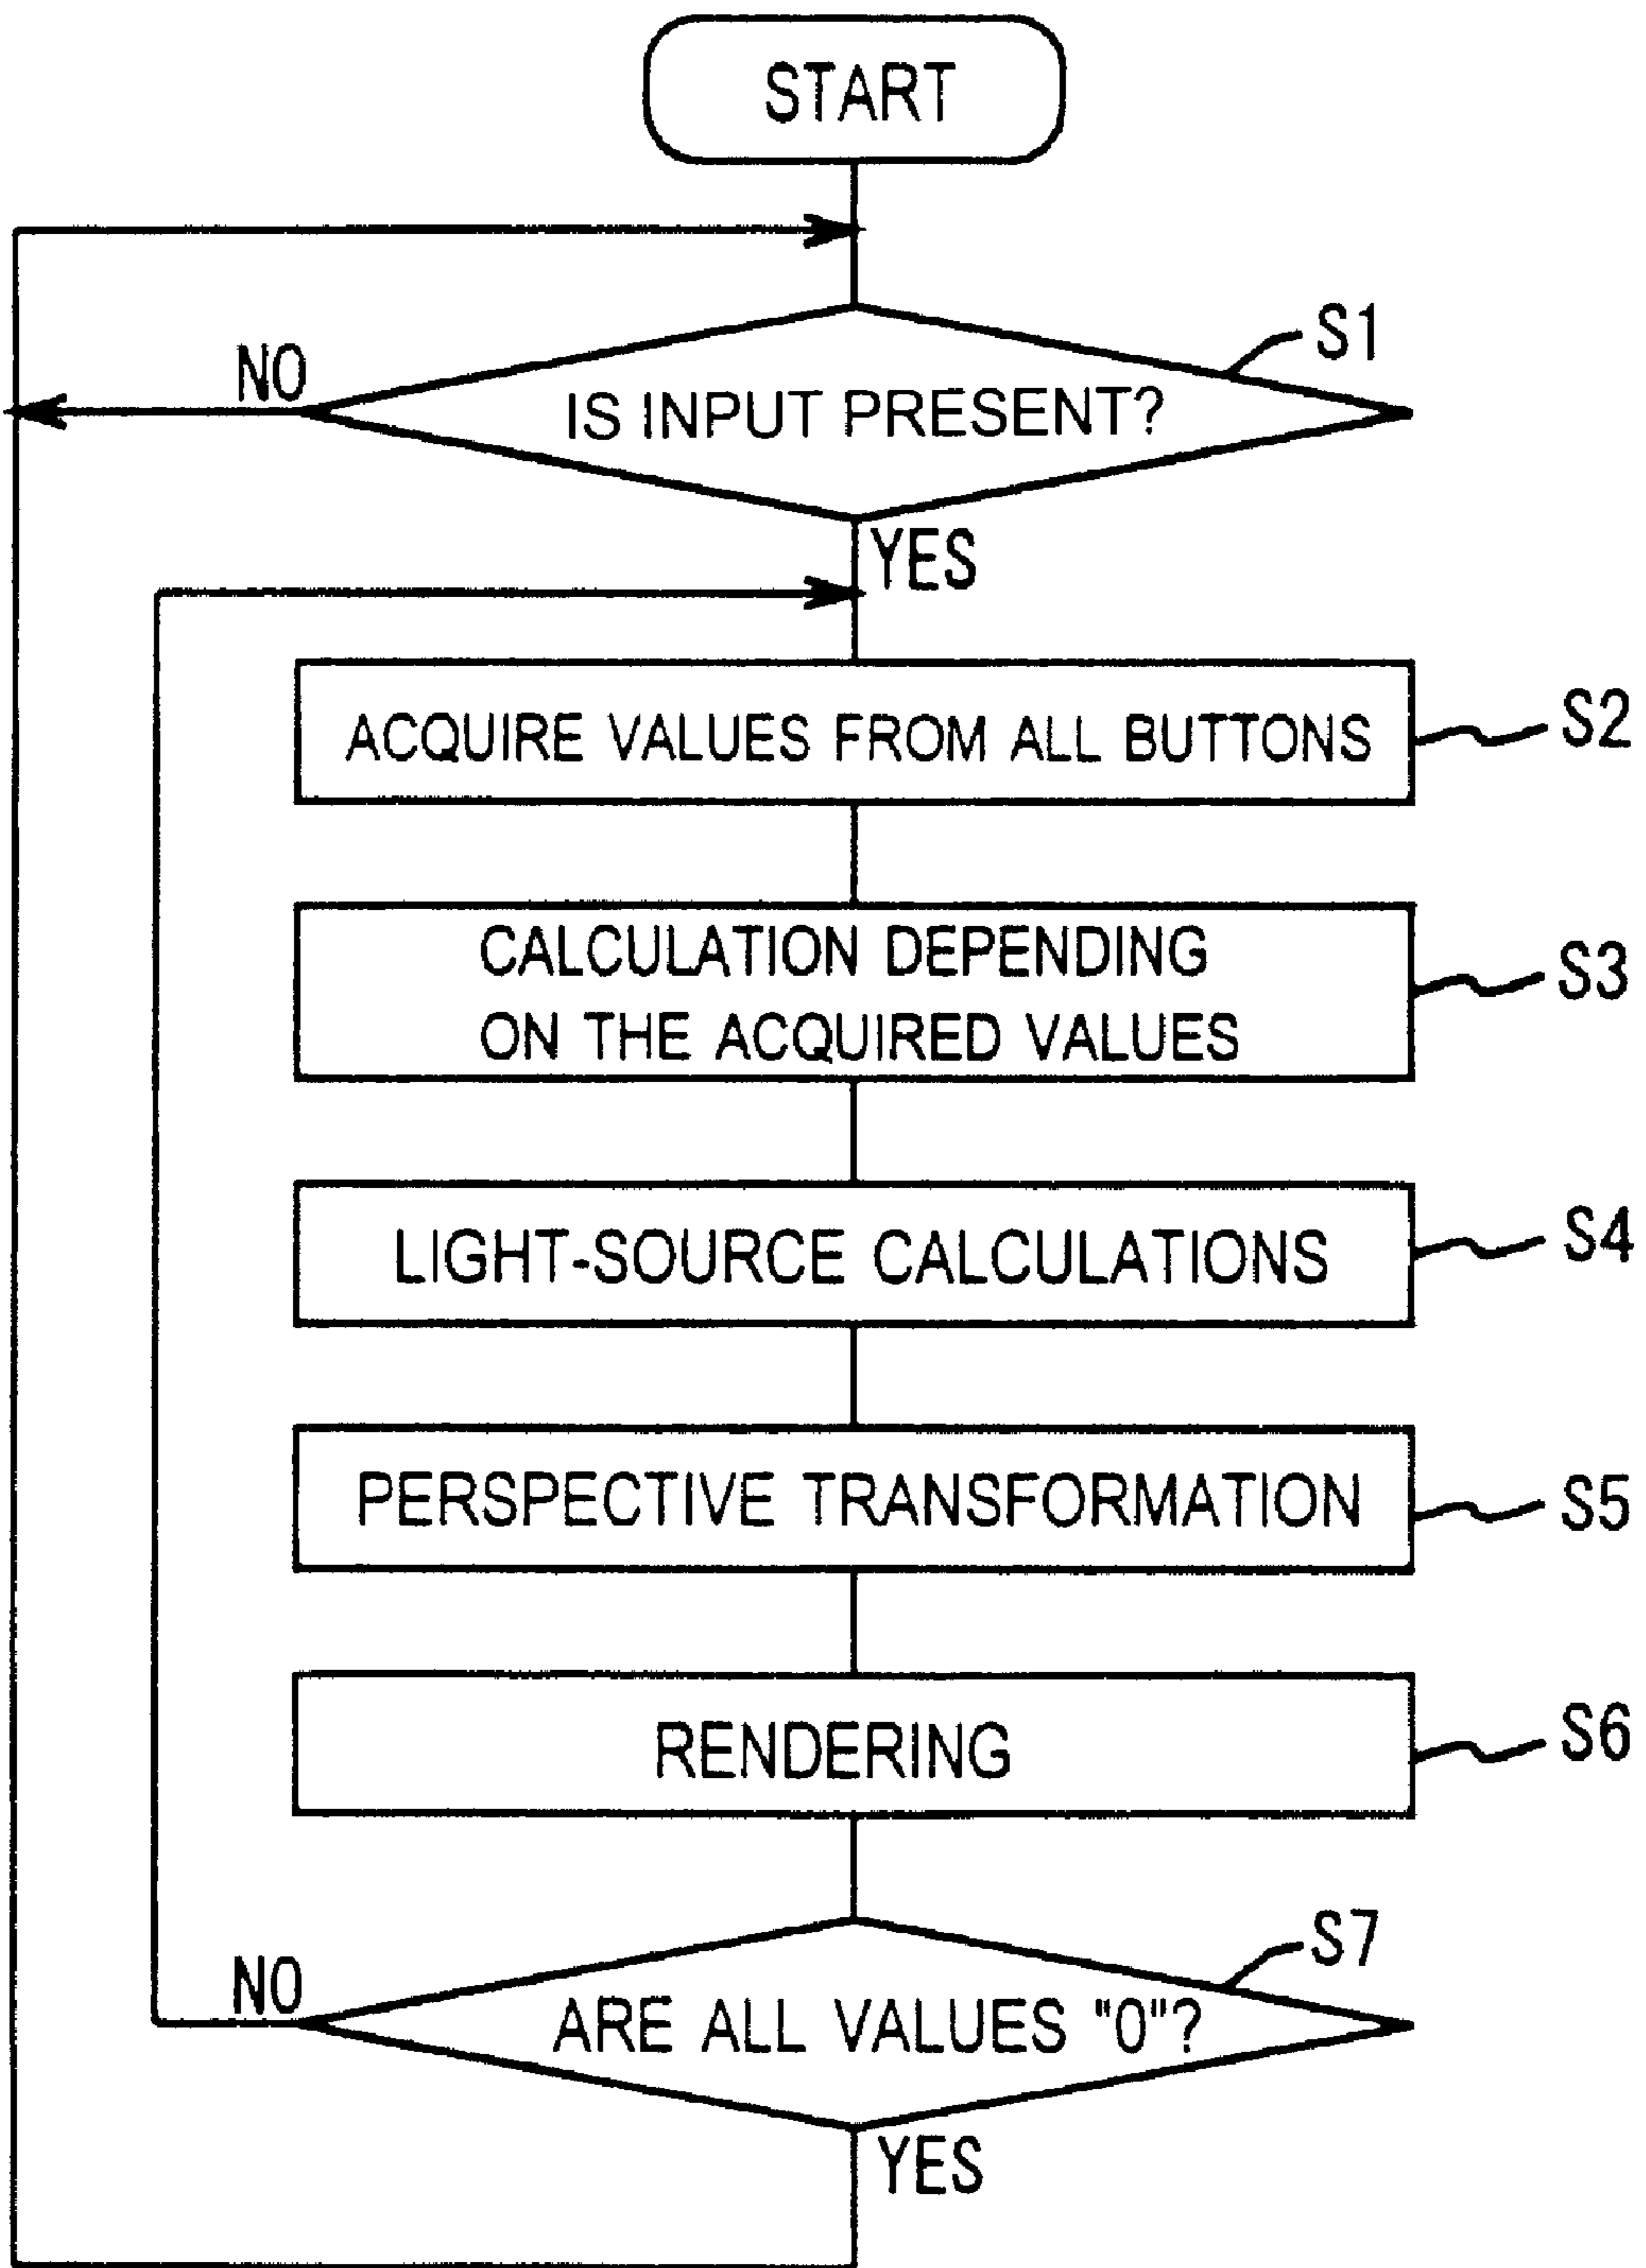 START
S1
NO
IS INPUT PRESENT?
YES
ACQUIRE VALUES FROM ALL BUTTONS
S2
CALCULATION DEPENDING
ON THE ACQUIRED VALUES
S3
LIGHT-SOURCE CALCULATIONS
S4
PERSPECTIVE TRANSFORMATION
S5
RENDERING
S6
S7
NO
ARE ALL VALUES "0"?
YES